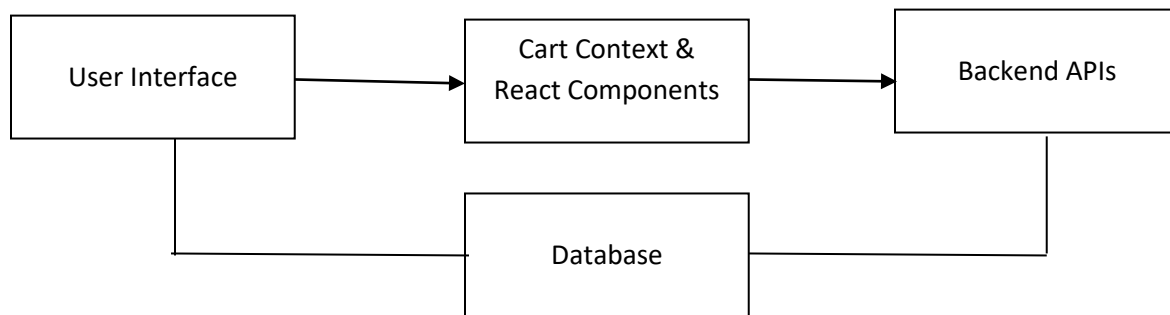 User Interface
Cart Context &
React Components
Backend APIs
Database